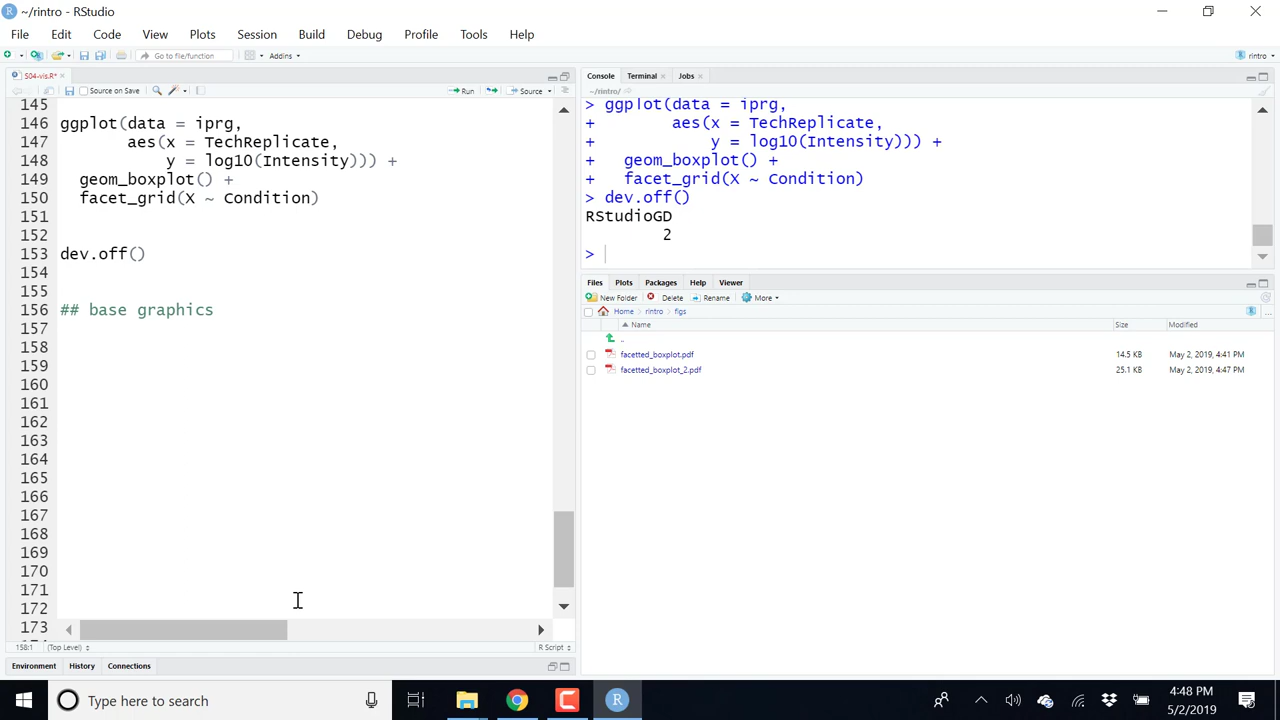 ~/rintro - RStudio
File Edit Code View Plots Session Build Debug Profile Tools Help
Go to file/function Addins rintro
S04-vis.R*
Source on Save Run Source
145
146 ggplot(data = iprg,
147 aes(x = TechReplicate,
148 y = log10(Intensity))) +
149 geom_boxplot() +
150 facet_grid(X ~ Condition)
151
152
153 dev.off()
154
155
156 ## base graphics
157
158
159
160
161
162
163
164
165
166
167
168
169
170
171
172
173
158:1 (Top Level) R Script
Environment History Connections
Console Terminal Jobs
~/rintro/
> ggplot(data = iprg,
+ aes(x = TechReplicate,
+ y = log10(Intensity))) +
+ geom_boxplot() +
+ facet_grid(X ~ Condition)
> dev.off()
RStudioGD
2
>
Files Plots Packages Help Viewer
New Folder Delete Rename More
Home rintro figs ...
Name Size Modified
..
facetted_boxplot.pdf 14.5 KB May 2, 2019, 4:41 PM
facetted_boxplot_2.pdf 25.1 KB May 2, 2019, 4:47 PM
Type here to search
4:48 PM
5/2/2019